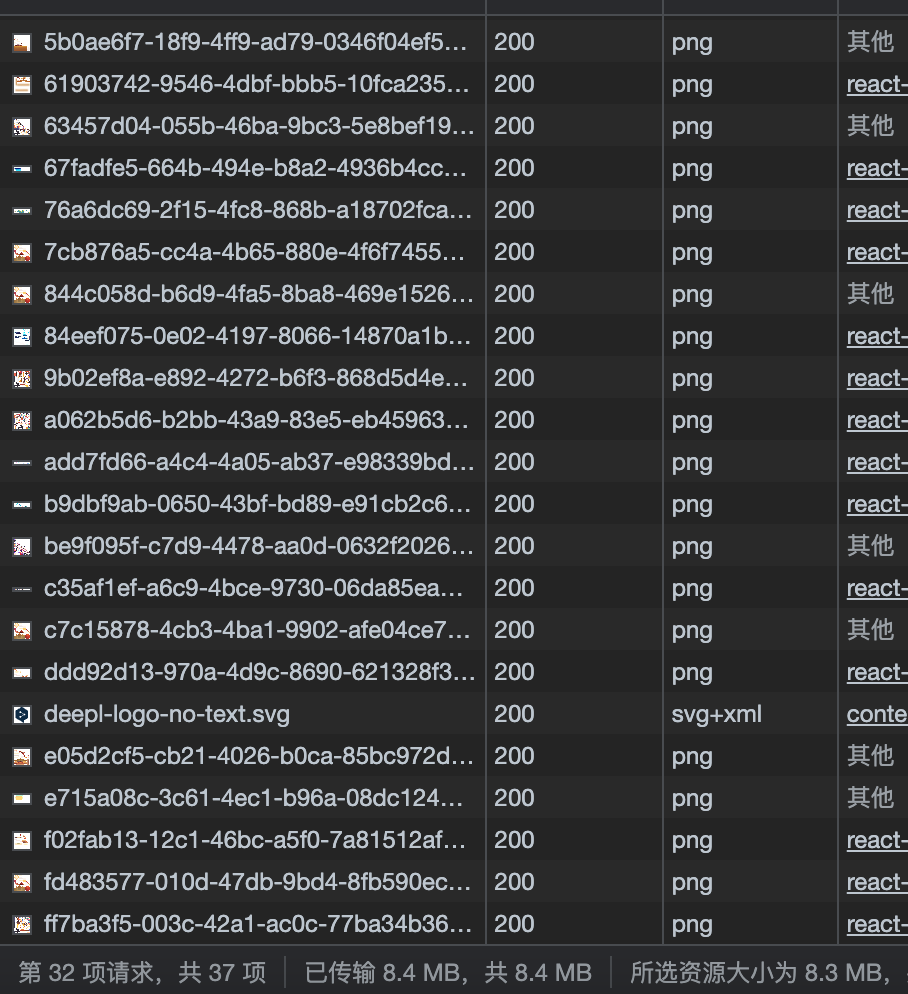 5b0ae6f7-18f9-4ff9-ad79-0346f04ef5… 200 png 其他
61903742-9546-4dbf-bbb5-10fca235… 200 png react-
63457d04-055b-46ba-9bc3-5e8bef19… 200 png 其他
67fadfe5-664b-494e-b8a2-4936b4cc… 200 png react-
76a6dc69-2f15-4fc8-868b-a18702fca… 200 png react-
7cb876a5-cc4a-4b65-880e-4f6f7455… 200 png react-
844c058d-b6d9-4fa5-8ba8-469e1526… 200 png 其他
84eef075-0e02-4197-8066-14870a1b… 200 png react-
9b02ef8a-e892-4272-b6f3-868d5d4e… 200 png react-
a062b5d6-b2bb-43a9-83e5-eb45963… 200 png react-
add7fd66-a4c4-4a05-ab37-e98339bd… 200 png react-
b9dbf9ab-0650-43bf-bd89-e91cb2c6… 200 png react-
be9f095f-c7d9-4478-aa0d-0632f2026… 200 png 其他
c35af1ef-a6c9-4bce-9730-06da85ea… 200 png react-
c7c15878-4cb3-4ba1-9902-afe04ce7… 200 png 其他
ddd92d13-970a-4d9c-8690-621328f3… 200 png react-
deepl-logo-no-text.svg 200 svg+xml conte
e05d2cf5-cb21-4026-b0ca-85bc972d… 200 png 其他
e715a08c-3c61-4ec1-b96a-08dc124… 200 png 其他
f02fab13-12c1-46bc-a5f0-7a81512af… 200 png react-
fd483577-010d-47db-9bd4-8fb590ec… 200 png react-
ff7ba3f5-003c-42a1-ac0c-77ba34b36… 200 png react-
第 32 项请求，共 37 项 已传输 8.4 MB，共 8.4 MB 所选资源大小为 8.3 MB，